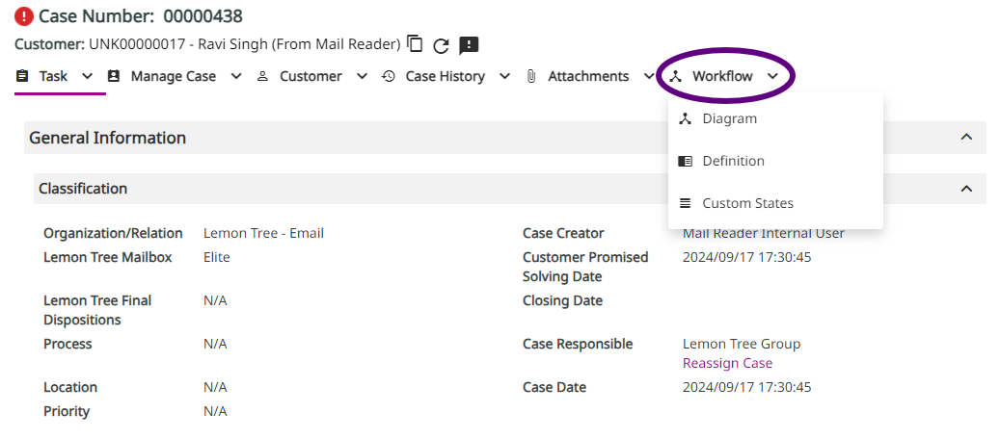 Case Number: 00000438
Customer: UNK00000017 - Ravi Singh (From Mail Reader)
Task Manage Case Customer Case History Attachments Workflow
Diagram
Definition
Custom States
General Information
Classification
Organization/Relation Lemon Tree - Email Case Creator Mail Reader Internal User
Lemon Tree Mailbox Elite Customer Promised 2024/09/17 17:30:45
Solving Date
Lemon Tree Final N/A Closing Date
Dispositions
Process N/A Case Responsible Lemon Tree Group
Reassign Case
Location N/A Case Date 2024/09/17 17:30:45
Priority N/A